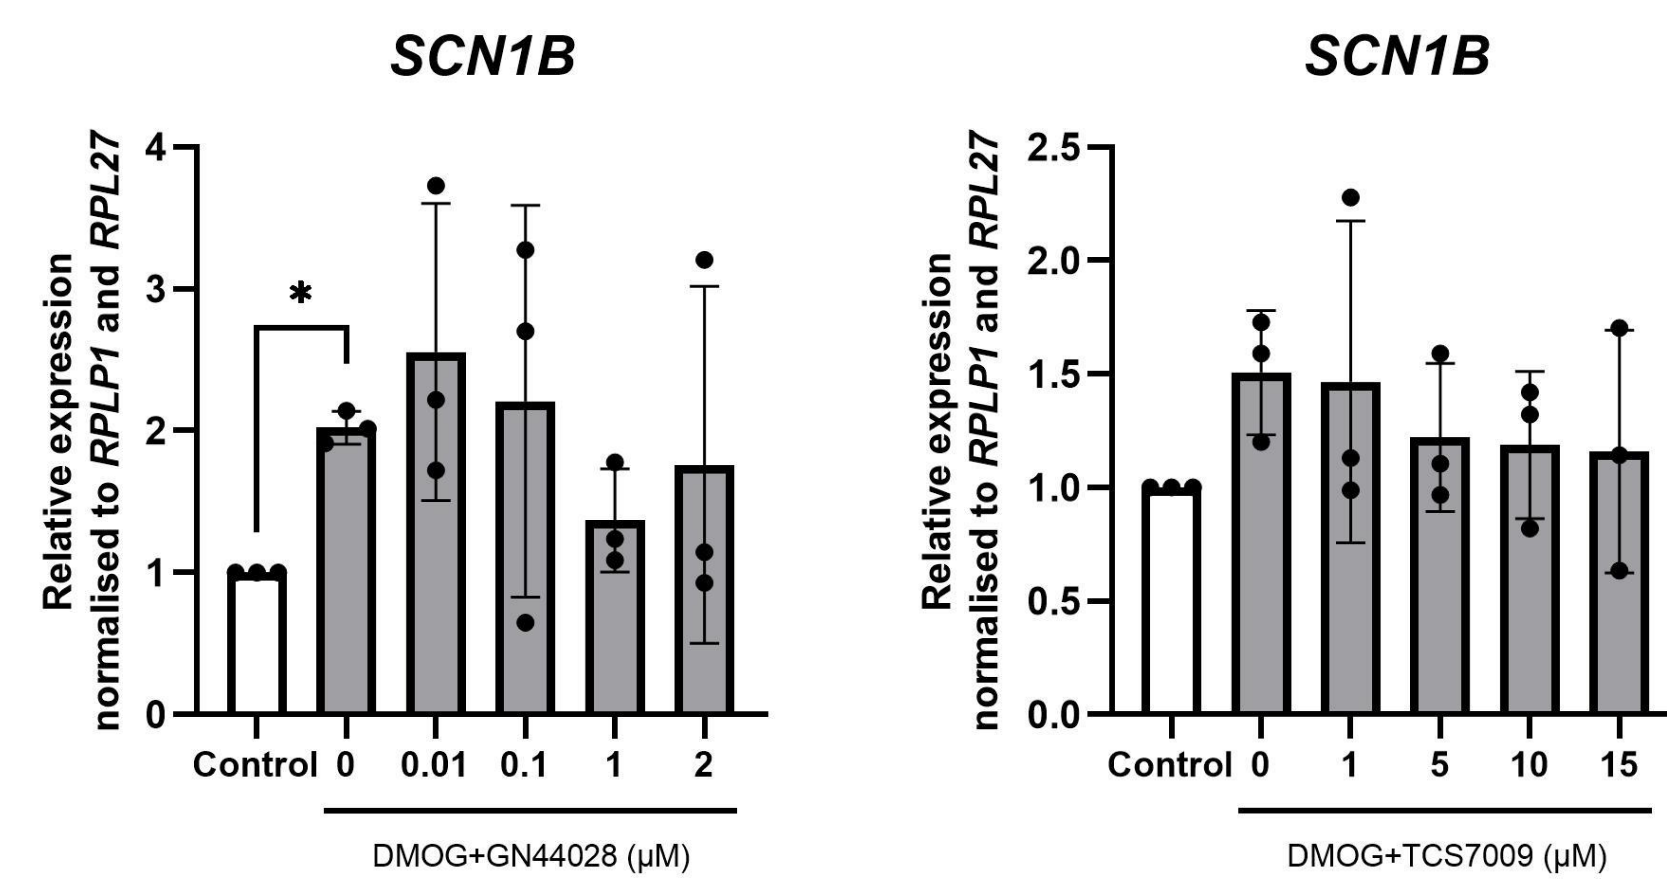 SCN1B
Relative expression
normalised to RPLP1 and RPL27
4
3
2
1
0
*
Control 0 0.01 0.1 1 2
DMOG+GN44028 (µM)
SCN1B
Relative expression
normalised to RPLP1 and RPL27
2.5
2.0
1.5
1.0
0.5
0.0
Control 0 1 5 10 15
DMOG+TCS7009 (µM)